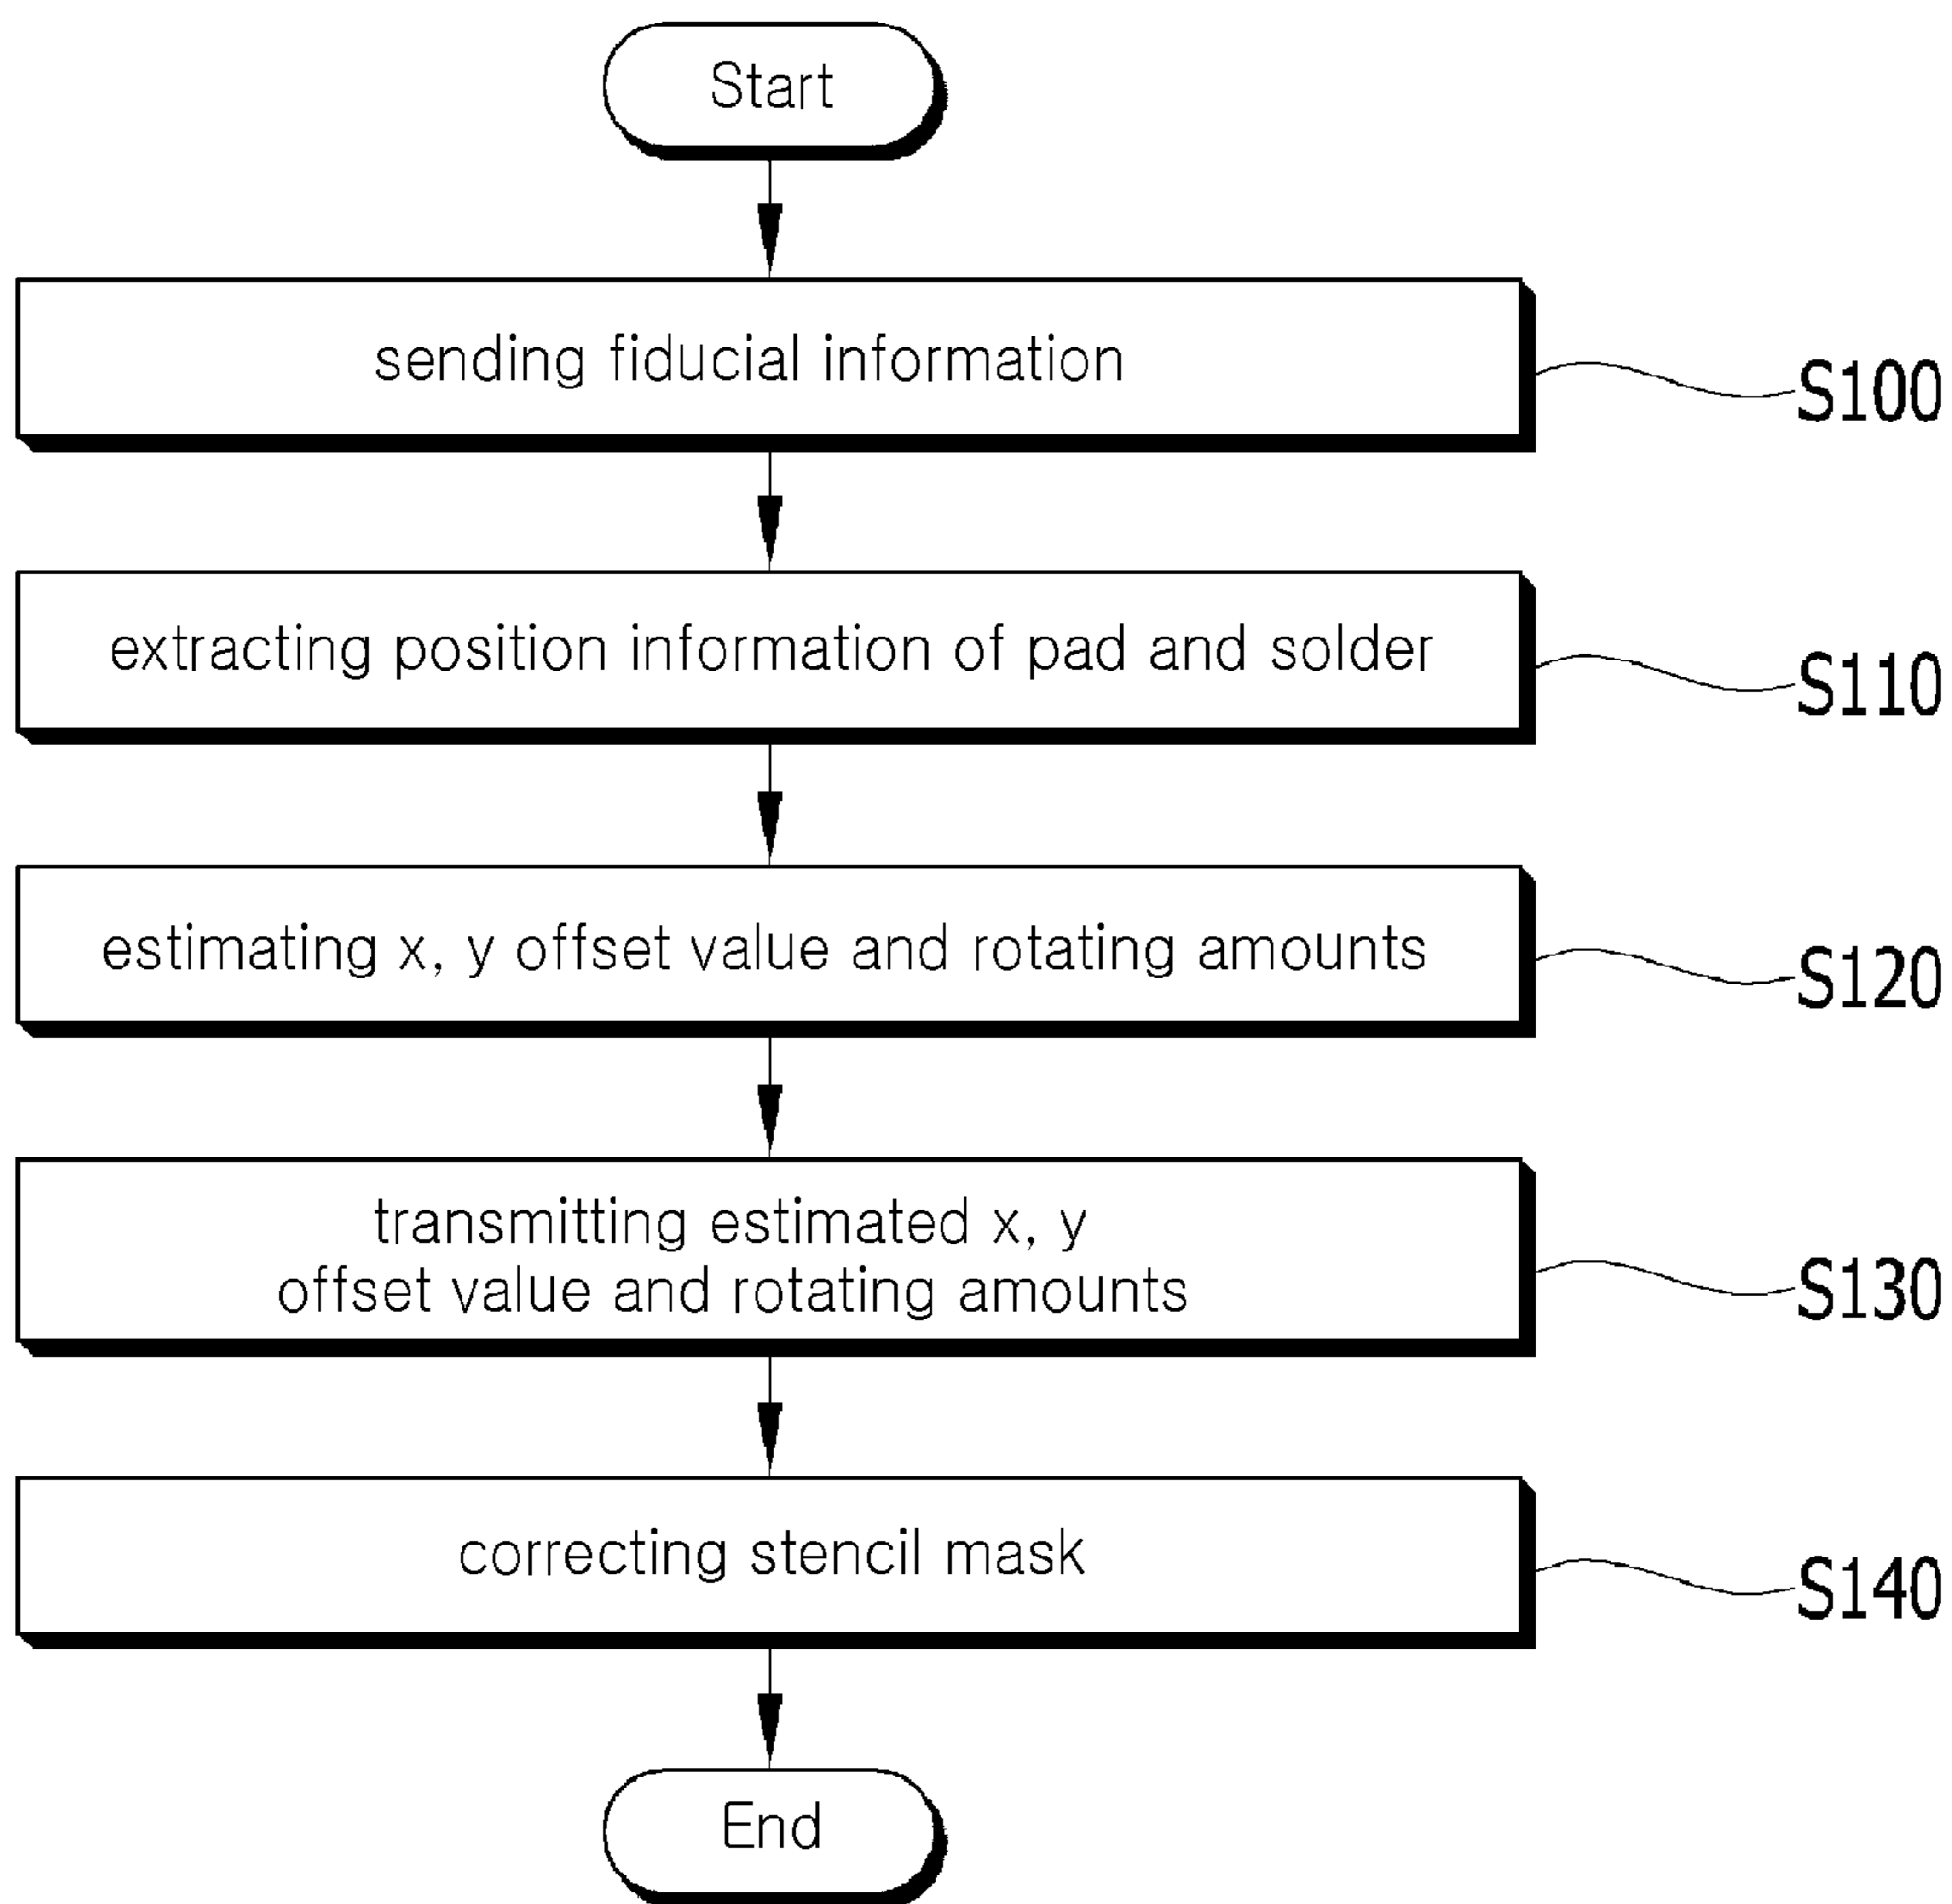 Start
sending fiducial information
S100
extracting position information of pad and solder
S110
estimating x, y offset value and rotating amounts
S120
transmitting estimated x, y
offset value and rotating amounts
S130
correcting stencil mask
S140
End